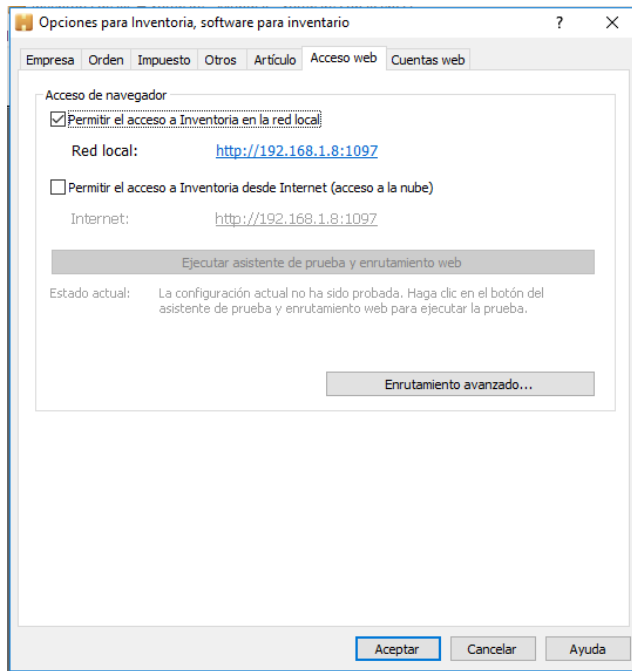 Opciones para Inventoria, software para inventario
Empresa Orden Impuesto Otros Artículo Acceso web Cuentas web
Acceso de navegador
Permitir el acceso a Inventoria en la red local
Red local: http://192.168.1.8:1097
Permitir el acceso a Inventoria desde Internet (acceso a la nube)
Internet: http://192.168.1.8:1097
Ejecutar asistente de prueba y enrutamiento web
Estado actual: La configuración actual no ha sido probada. Haga clic en el botón del
asistente de prueba y enrutamiento web para ejecutar la prueba.
Enrutamiento avanzado...
Aceptar Cancelar Ayuda